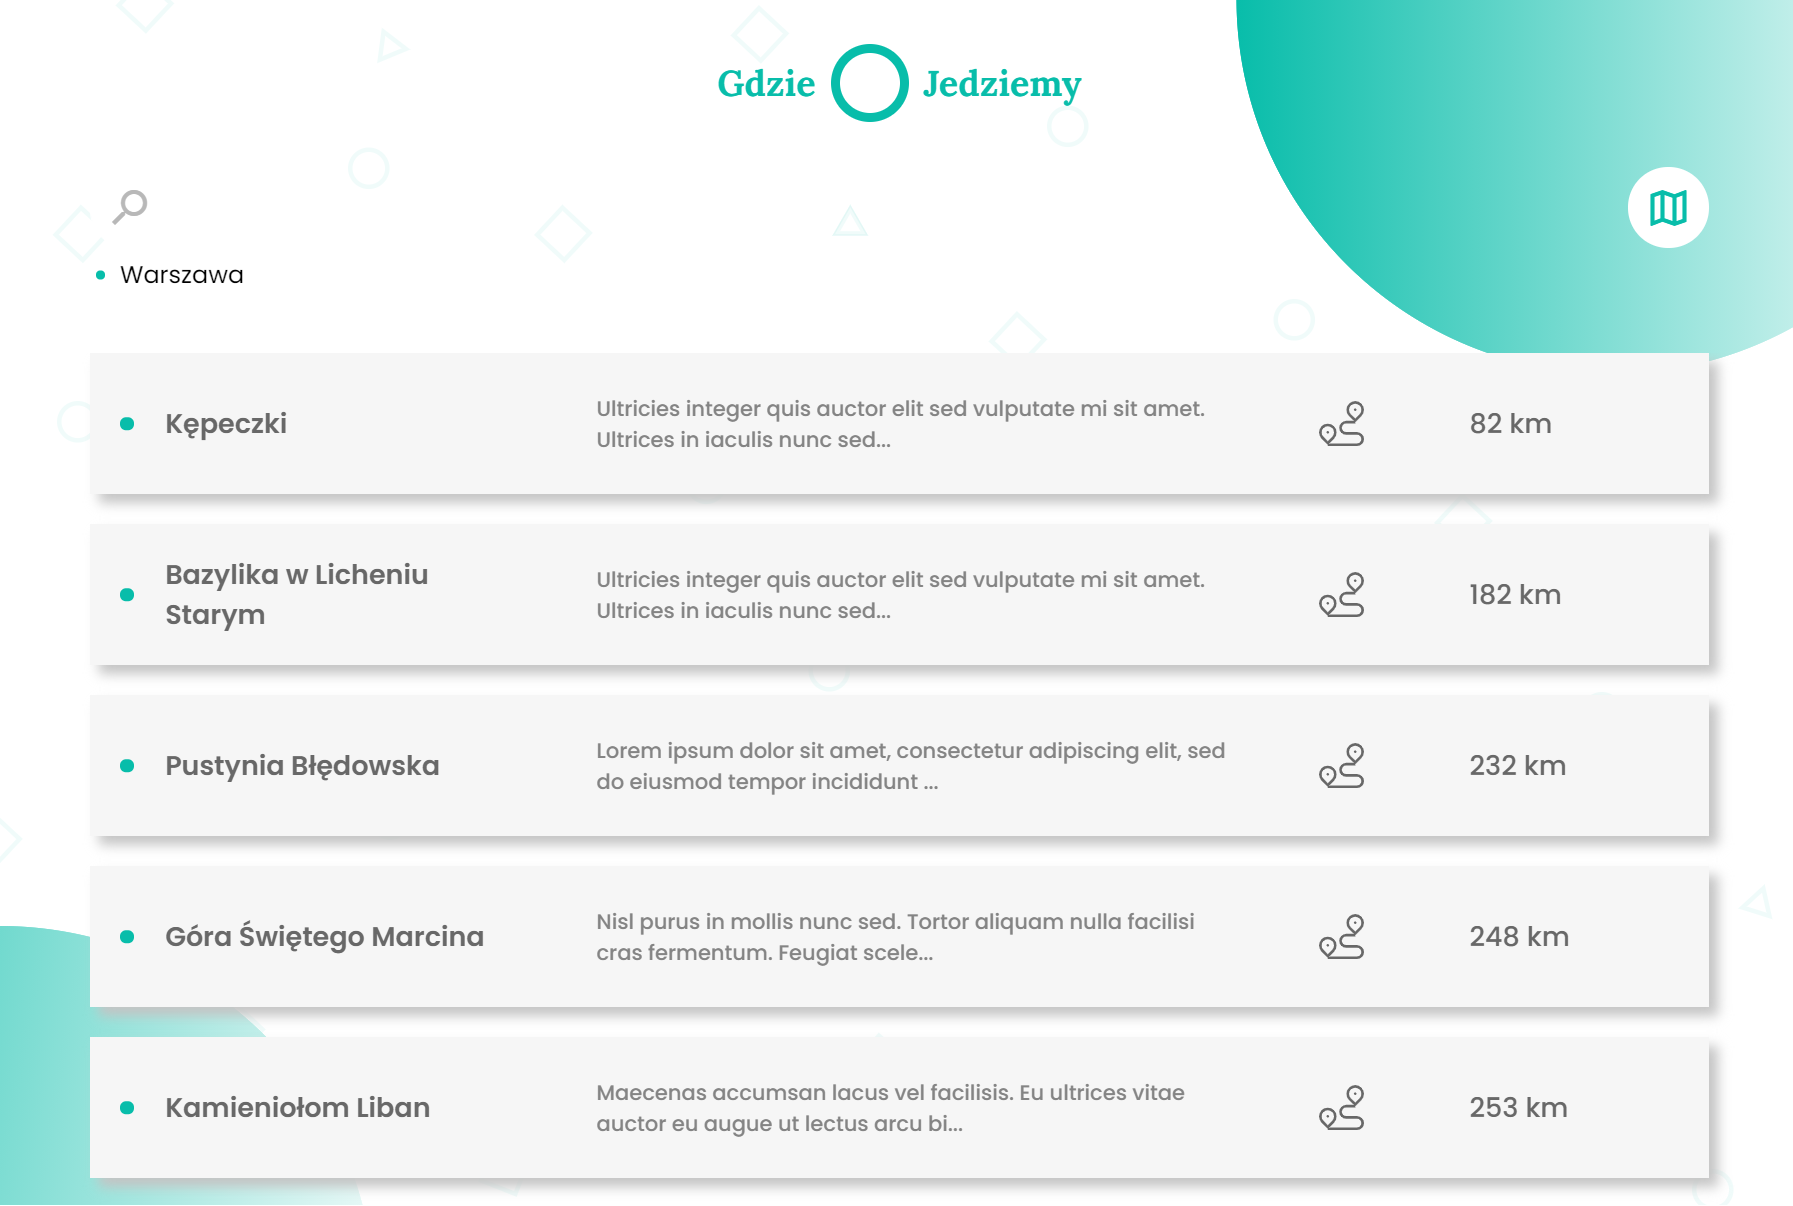 Gdzie Jedziemy
Warszawa
Kępeczki
Ultricies integer quis auctor elit sed vulputate mi sit amet.
Ultrices in iaculis nunc sed...
82 km
Bazylika w Licheniu
Starym
Ultricies integer quis auctor elit sed vulputate mi sit amet.
Ultrices in iaculis nunc sed...
182 km
Pustynia Błędowska
Lorem ipsum dolor sit amet, consectetur adipiscing elit, sed
do eiusmod tempor incididunt ...
232 km
Góra Świętego Marcina
Nisl purus in mollis nunc sed. Tortor aliquam nulla facilisi
cras fermentum. Feugiat scele...
248 km
Kamieniołom Liban
Maecenas accumsan lacus vel facilisis. Eu ultrices vitae
auctor eu augue ut lectus arcu bi...
253 km